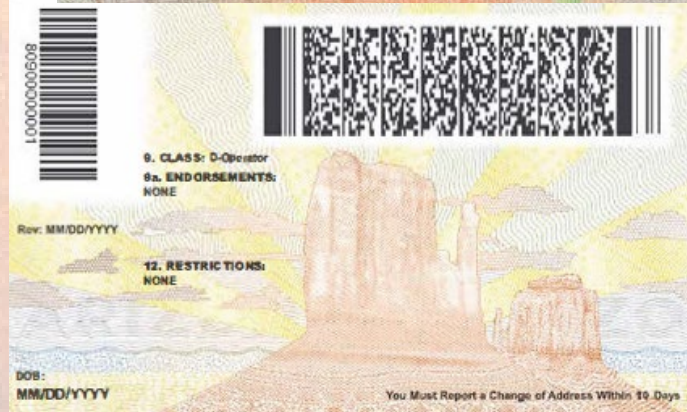 809000000001
9. CLASS: D-Operator
9a. ENDORSEMENTS:
NONE
Rev: MM/DD/YYYY
12. RESTRICTIONS:
NONE
DOB:
MM/DD/YYYY
You Must Report a Change of Address Within 10 Days